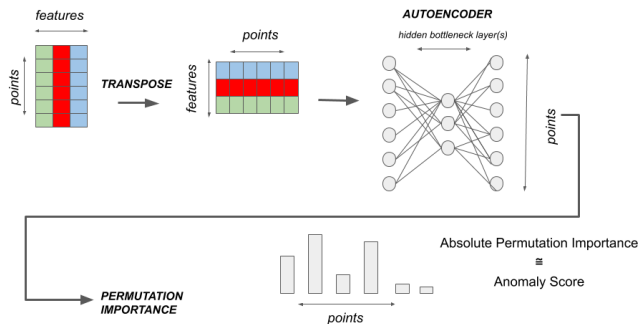 features
points
TRANSPOSE
points
features
AUTOENCODER
hidden bottleneck layer(s)
points
PERMUTATION
IMPORTANCE
points
Absolute Permutation Importance
≅
Anomaly Score